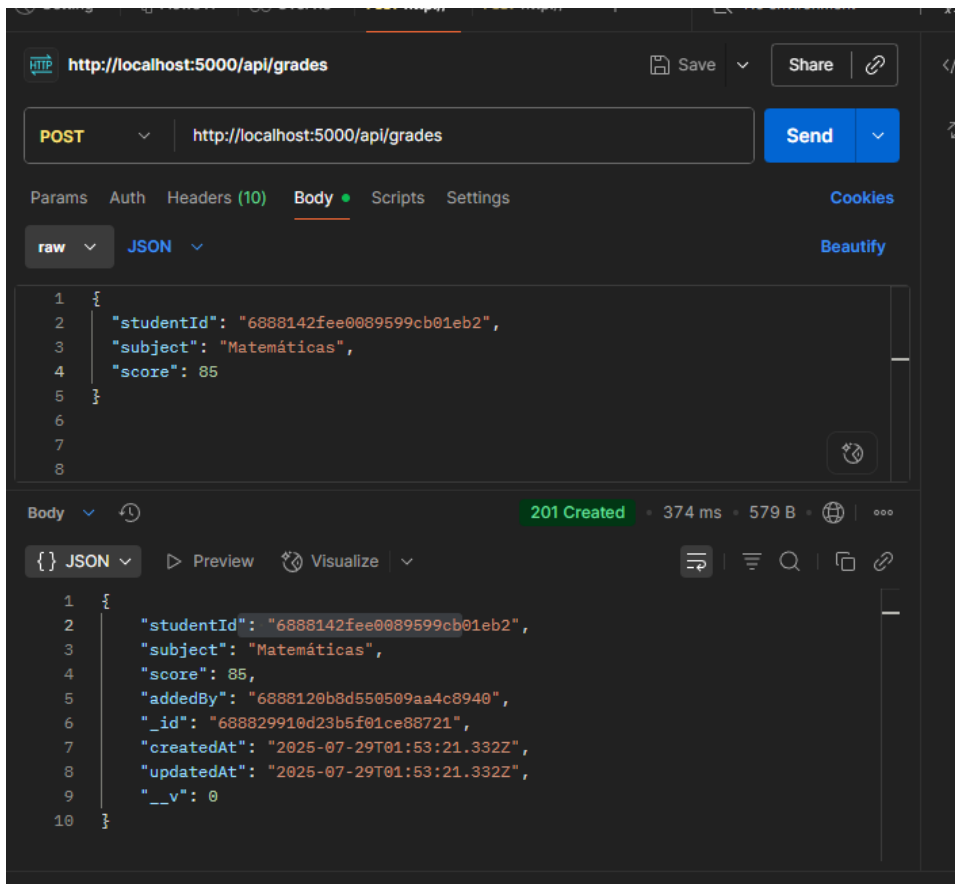 http://localhost:5000/api/grades Save Share
POST http://localhost:5000/api/grades Send
Params Auth Headers (10) Body Scripts Settings Cookies
raw JSON Beautify
1 {
2 "studentId": "6888142fee0089599cb01eb2",
3 "subject": "Matemáticas",
4 "score": 85
5 }
6
7
8
Body 201 Created 374 ms 579 B
{} JSON Preview Visualize
1 {
2 "studentId": "6888142fee0089599cb01eb2",
3 "subject": "Matemáticas",
4 "score": 85,
5 "addedBy": "6888120b8d550509aa4c8940",
6 "_id": "688829910d23b5f01ce88721",
7 "createdAt": "2025-07-29T01:53:21.332Z",
8 "updatedAt": "2025-07-29T01:53:21.332Z",
9 "__v": 0
10 }